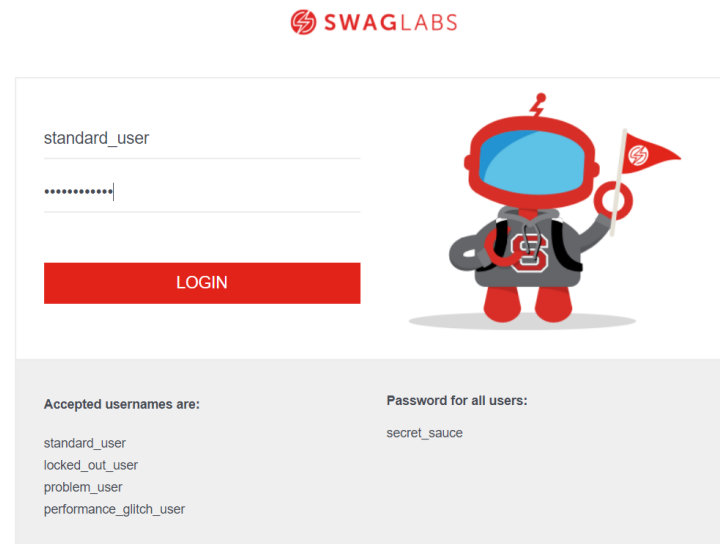 SWAGLABS
standard_user
••••••••••••
LOGIN
S
Accepted usernames are:
standard_user
locked_out_user
problem_user
performance_glitch_user
Password for all users:
secret_sauce